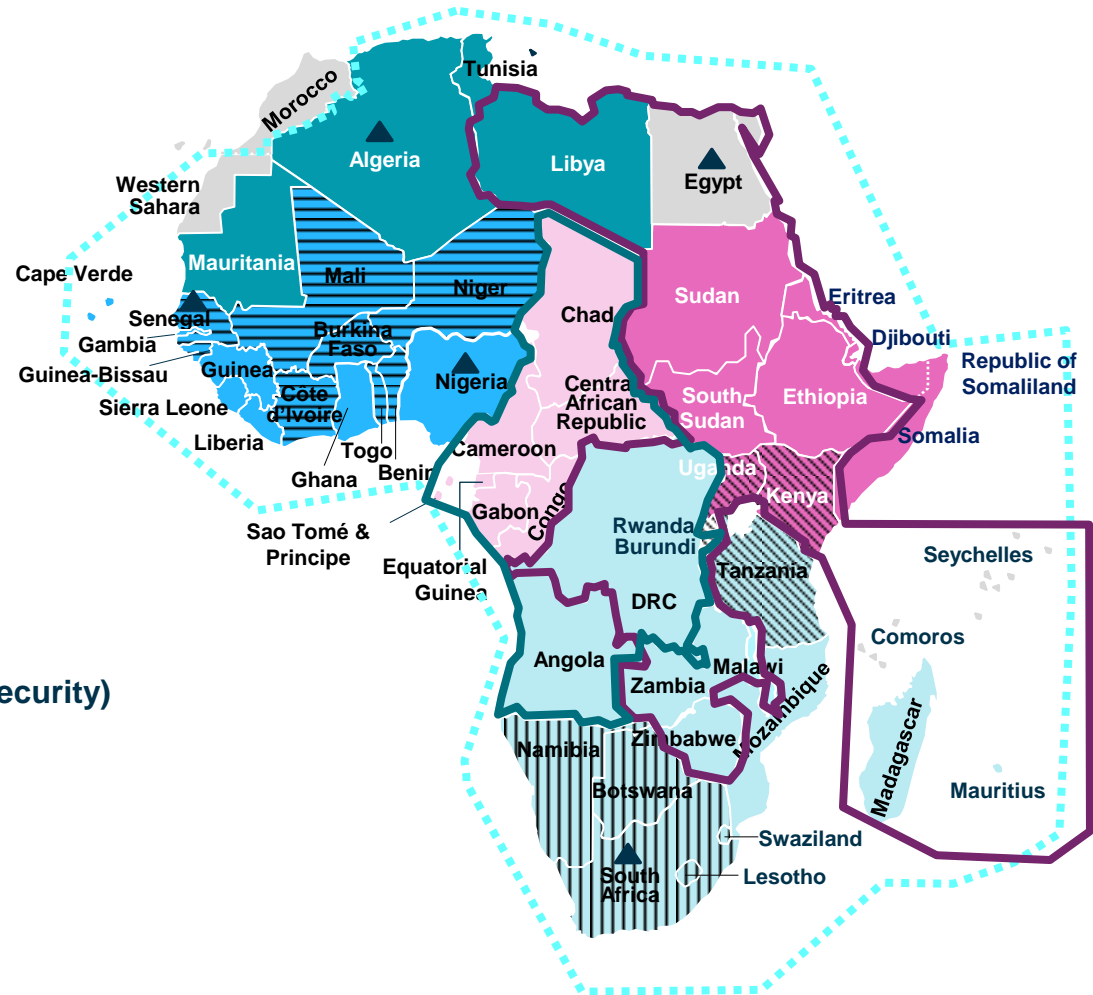 Tunisia
Morocco
Algeria
Libya
Egypt
Western
Sahara
Mauritania
Cape Verde
Mali
Niger
Chad
Sudan
Eritrea
Senegal
Gambia
Burkina
Faso
Djibouti
Guinea-Bissau
Guinea
Nigeria
Republic of
Somaliland
Sierra Leone
Côte
d'Ivoire
Central
African
Republic
South
Sudan
Ethiopia
Liberia
Togo
Benin
Ghana
Cameroon
Somalia
Uganda
Kenya
Gabon
Congo
Sao Tomé &
Principe
Rwanda
Burundi
Seychelles
Equatorial
Guinea
Tanzania
DRC
Comoros
Angola
Malawi
Zambia
ecurity)
Mozambique
Madagascar
Namibia
Zimbabwe
Botswana
Mauritius
Swaziland
South
Africa
Lesotho